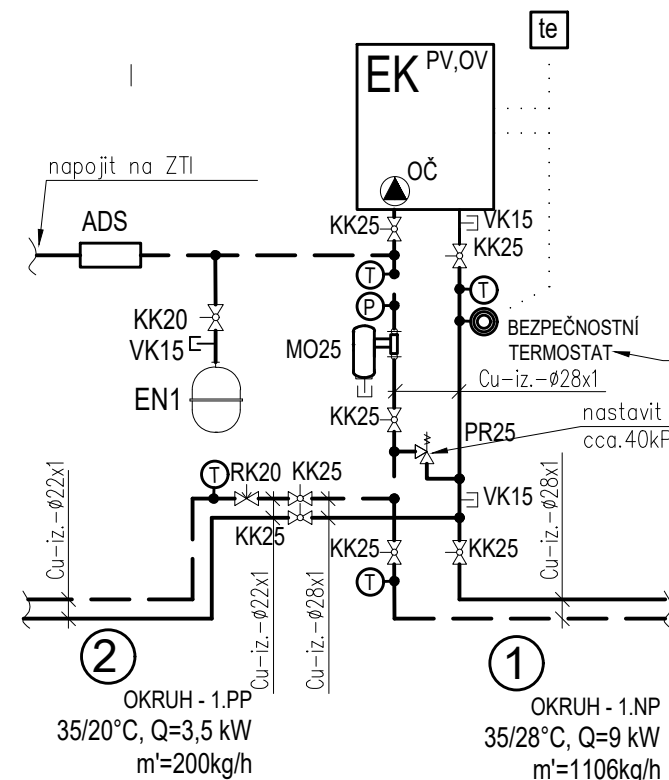 te
EK PV,OV
OČ
napojit na ZTI
ADS
KK25
VK15
KK25
T
T
P
KK20
VK15
EN1
MO25
BEZPEČNOSTNÍ
TERMOSTAT
Cu-iz.-ø28x1
KK25
PR25
nastavit
cca.40kP
T
RK20
KK25
VK15
KK25
KK25
KK25
T
Cu-iz.-ø22x1
Cu-iz.-ø22x1
Cu-iz.-ø28x1
Cu-iz.-ø28x1
2
OKRUH - 1.PP
35/20°C, Q=3,5 kW
m'=200kg/h
1
OKRUH - 1.NP
35/28°C, Q=9 kW
m'=1106kg/h